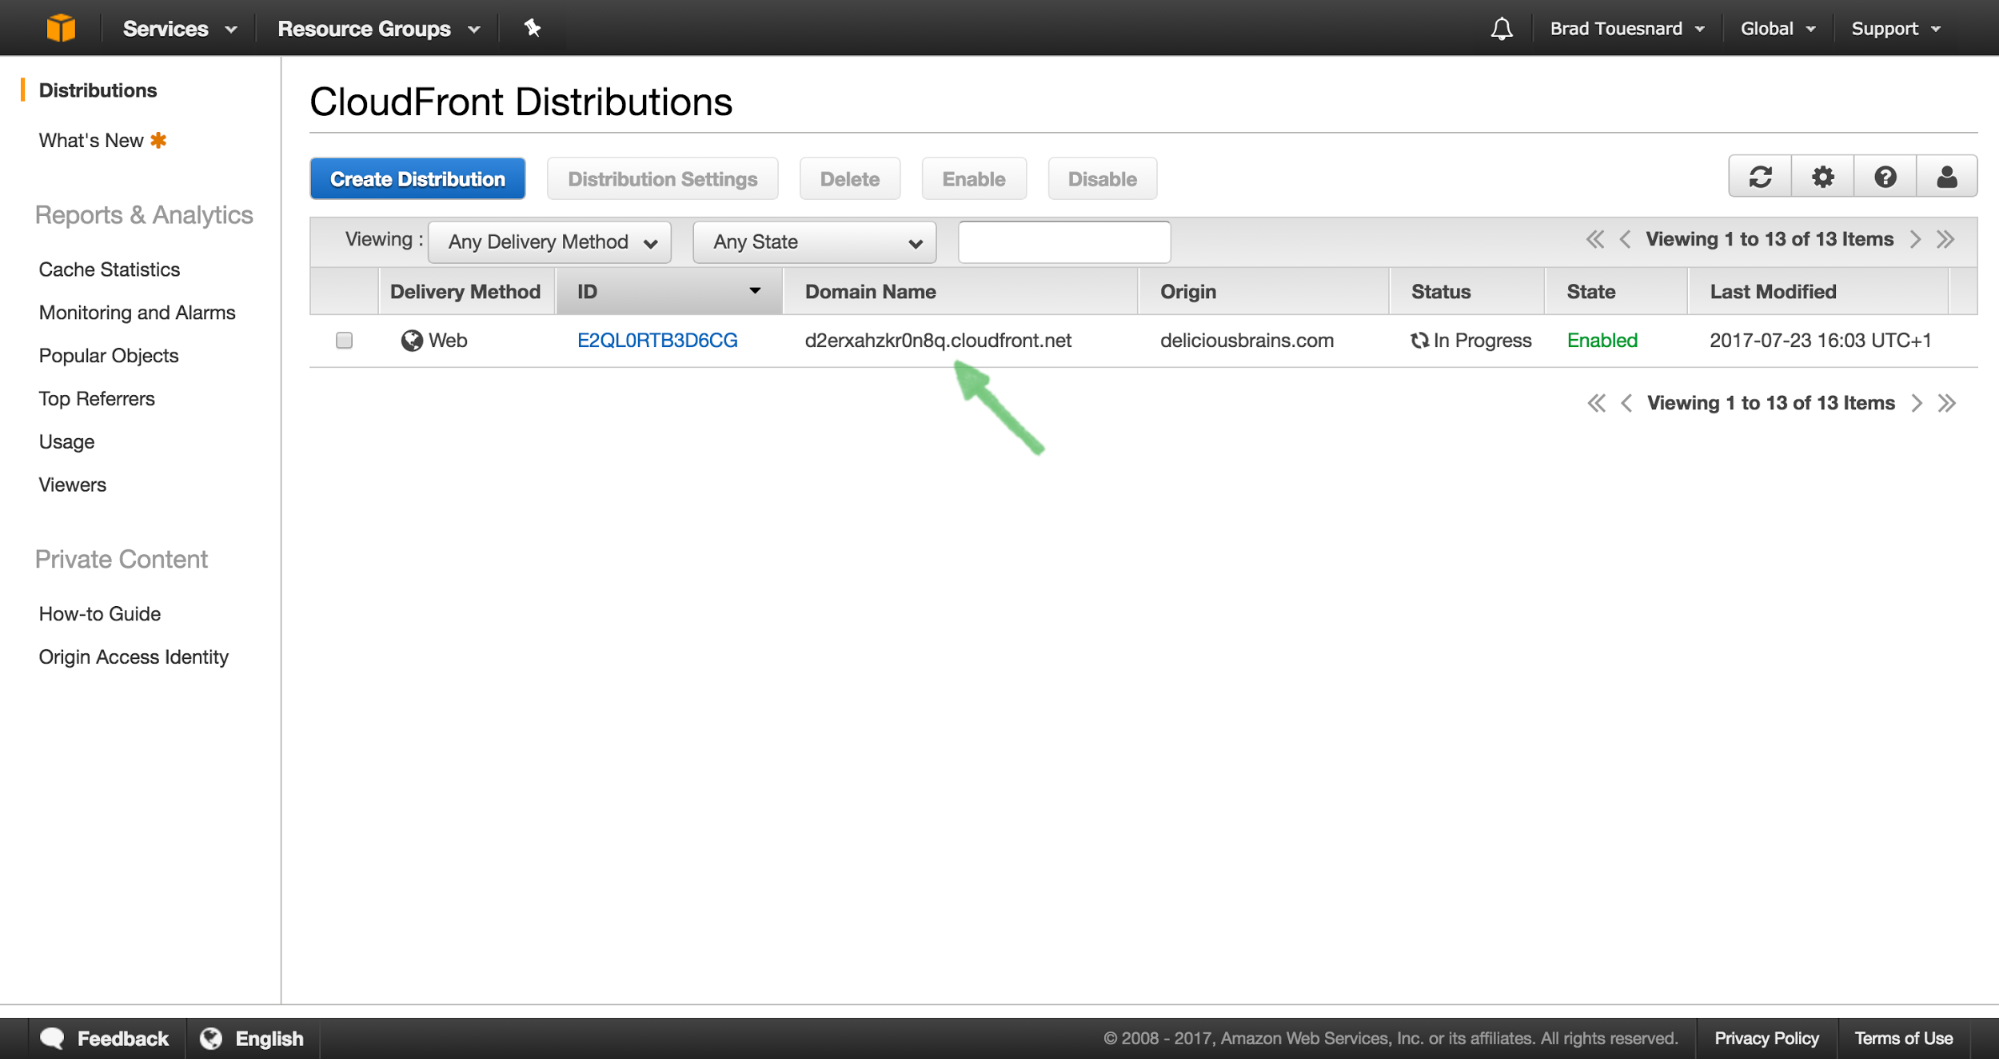 Services Resource Groups Brad Touesnard Global Support
Distributions
What's New
Reports & Analytics
Cache Statistics
Monitoring and Alarms
Popular Objects
Top Referrers
Usage
Viewers
Private Content
How-to Guide
Origin Access Identity
CloudFront Distributions
Create Distribution Distribution Settings Delete Enable Disable
Viewing : Any Delivery Method Any State Viewing 1 to 13 of 13 Items
Delivery Method ID Domain Name Origin Status State Last Modified
Web E2QL0RTB3D6CG d2erxahzkr0n8q.cloudfront.net deliciousbrains.com In Progress Enabled 2017-07-23 16:03 UTC+1
Viewing 1 to 13 of 13 Items
Feedback English © 2008 - 2017, Amazon Web Services, Inc. or its affiliates. All rights reserved. Privacy Policy Terms of Use